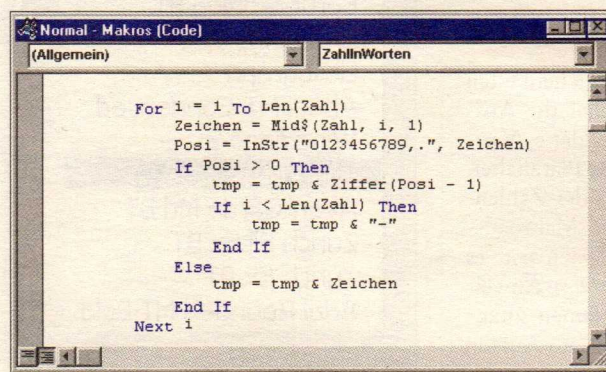 Normal - Makros (Code)
(Allgemein) ZahlInWorten
For i = 1 To Len(Zahl)
Zeichen = Mid$(Zahl, i, 1)
Posi = InStr("0123456789,.", Zeichen)
If Posi > 0 Then
tmp = tmp & Ziffer(Posi - 1)
If i < Len(Zahl) Then
tmp = tmp & "-"
End If
Else
tmp = tmp & Zeichen
End If
Next i